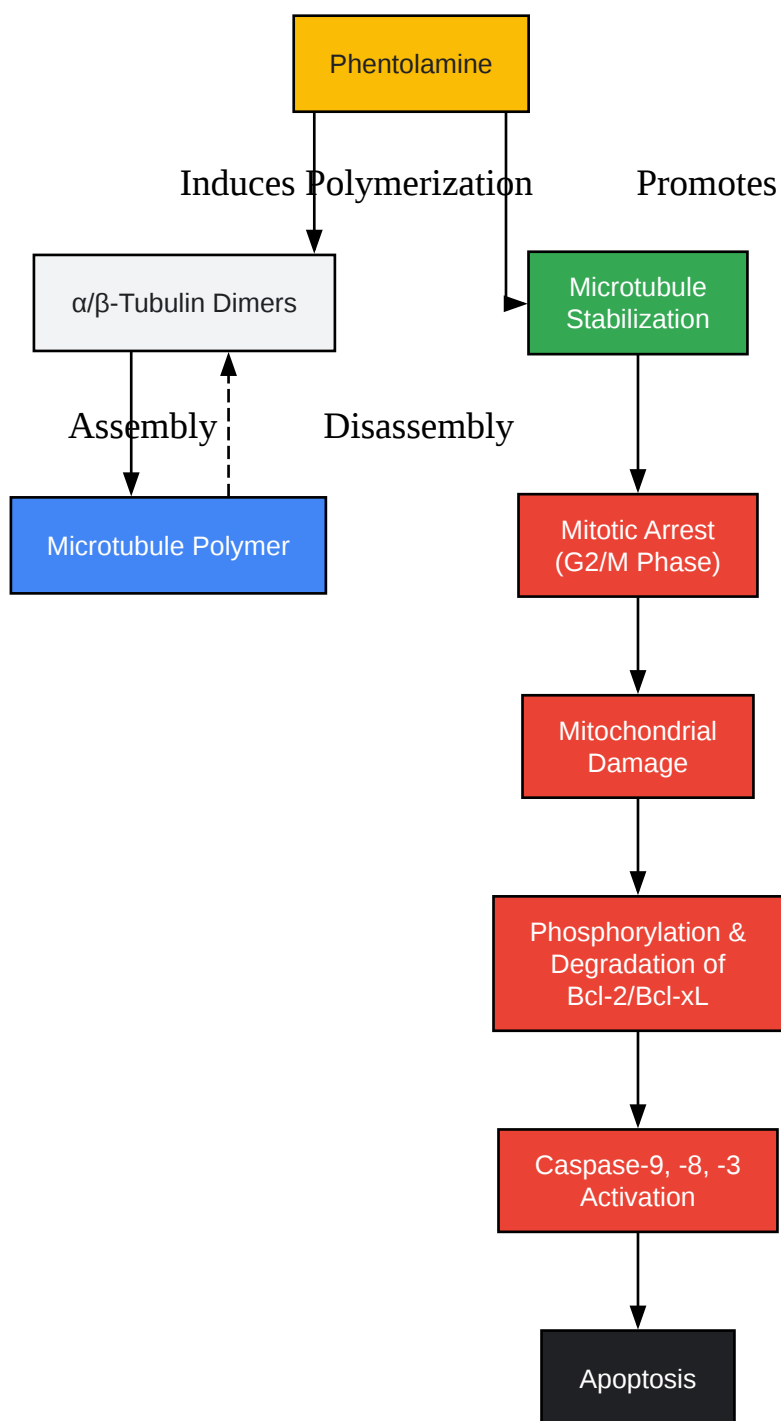 Phentolamine
Induces Polymerization
Promotes
α/β-Tubulin Dimers
Microtubule
Stabilization
Assembly
Disassembly
Microtubule Polymer
Mitotic Arrest
(G2/M Phase)
Mitochondrial
Damage
Phosphorylation &
Degradation of
Bcl-2/Bcl-xL
Caspase-9, -8, -3
Activation
Apoptosis